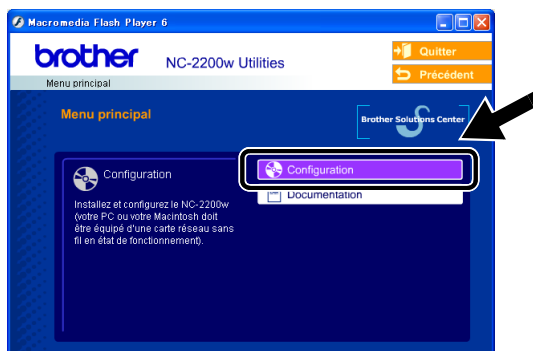 Macromedia Flash Player 6
brother
NC-2200w Utilities
Quitter
Précédent
Menu principal
Menu principal
Brother Solutions Center
Configuration
Installez et configurez le NC-2200w
(votre PC ou votre Macintosh doit
être équipé d'une carte réseau sans
fil en état de fonctionnement).
Configuration
Documentation